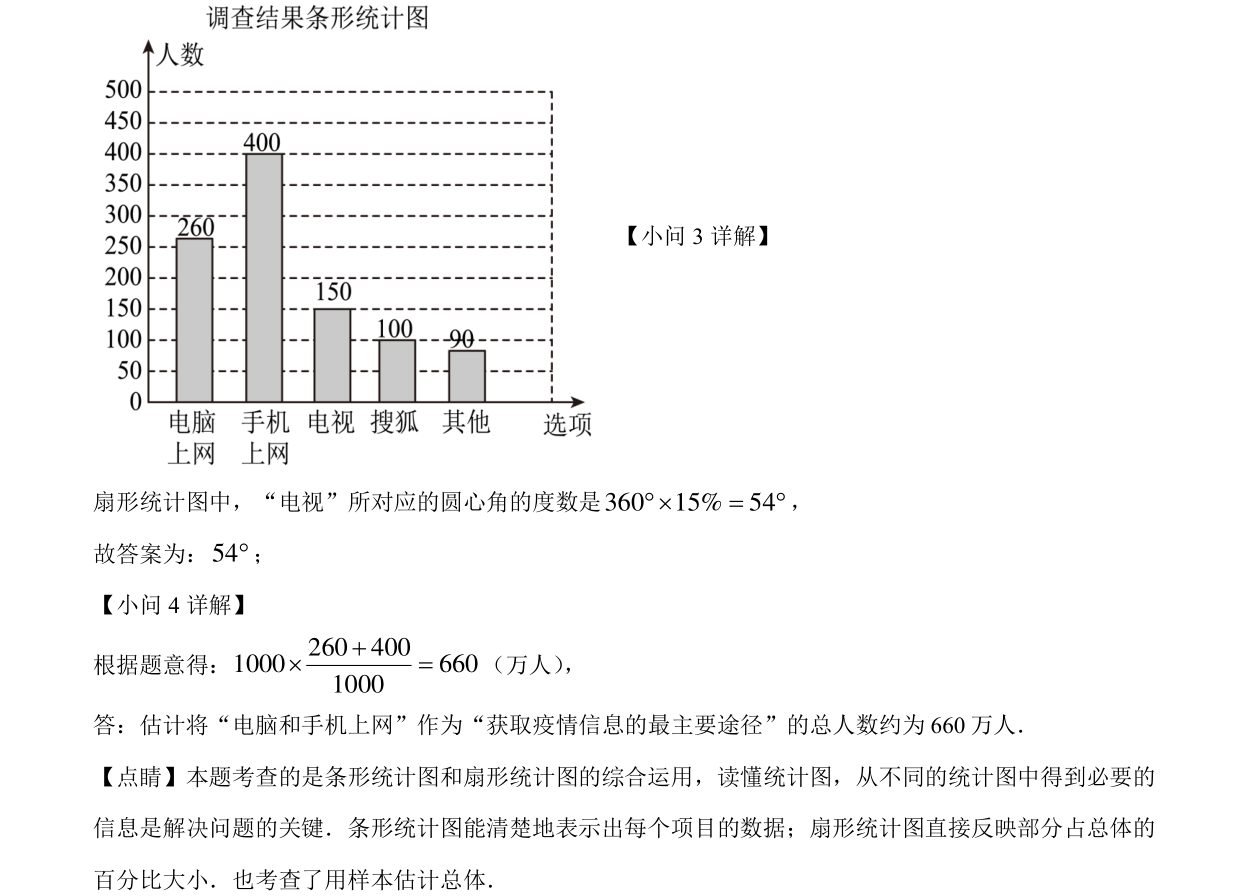 调查结果条形统计图
人数
500
450
400
350
300
250
200
150
100
50
0
260
400
150
100
90
电脑 手机 电视 搜狐 其他 选项
上网 上网
【小问 3 详解】
扇形统计图中，“电视”所对应的圆心角的度数是360°×15% = 54°，
故答案为：54°；
【小问 4 详解】
根据题意得：1000×(260+400)/1000 = 660（万人），
答：估计将“电脑和手机上网”作为“获取疫情信息的最主要途径”的总人数约为 660 万人．
【点睛】本题考查的是条形统计图和扇形统计图的综合运用，读懂统计图，从不同的统计图中得到必要的
信息是解决问题的关键．条形统计图能清楚地表示出每个项目的数据；扇形统计图直接反映部分占总体的
百分比大小．也考查了用样本估计总体．